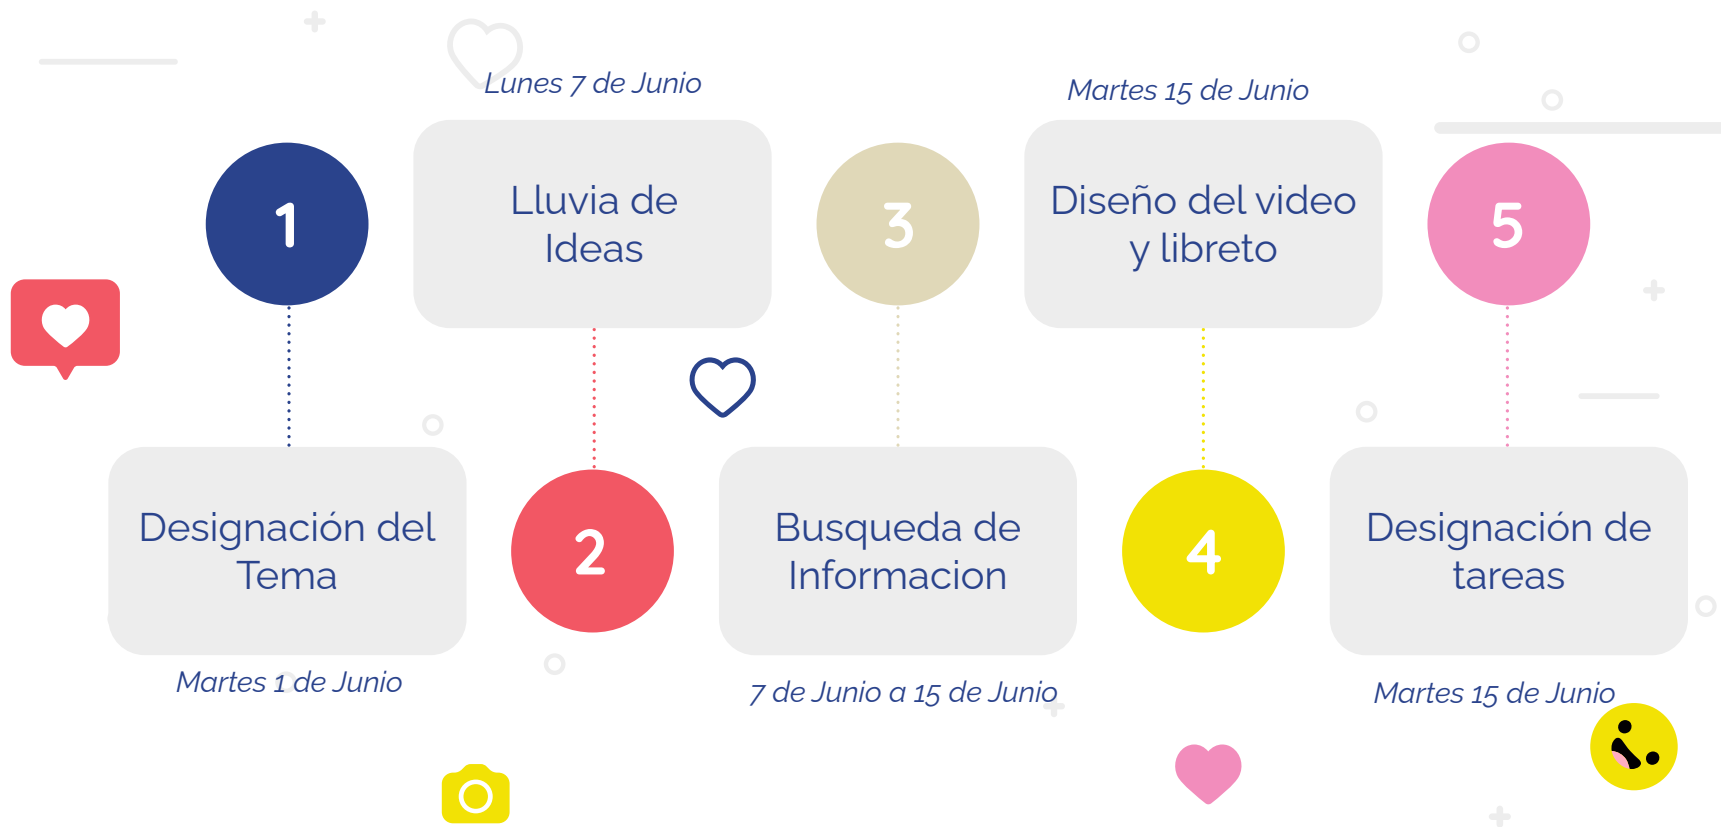 1
Designación del
Tema
Martes 1 de Junio
Lunes 7 de Junio
Lluvia de
Ideas
2
3
Busqueda de
Informacion
7 de Junio a 15 de Junio
Martes 15 de Junio
Diseño del video
y libreto
4
5
Designación de
tareas
Martes 15 de Junio